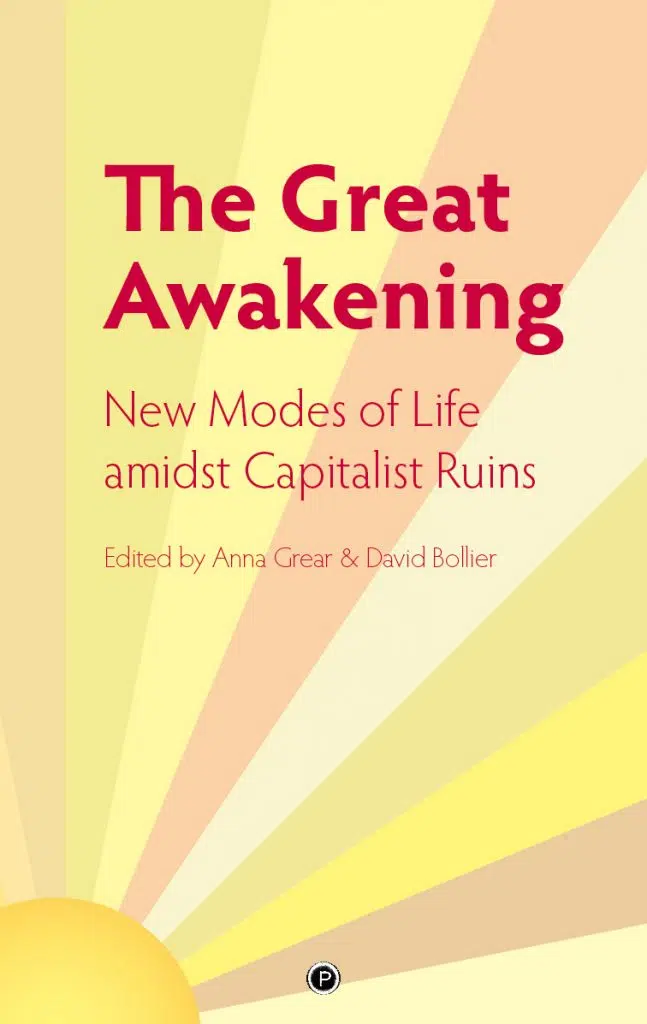 The Great
Awakening
New Modes of Life
amidst Capitalist Ruins
Edited by Anna Grear & David Bollier
P